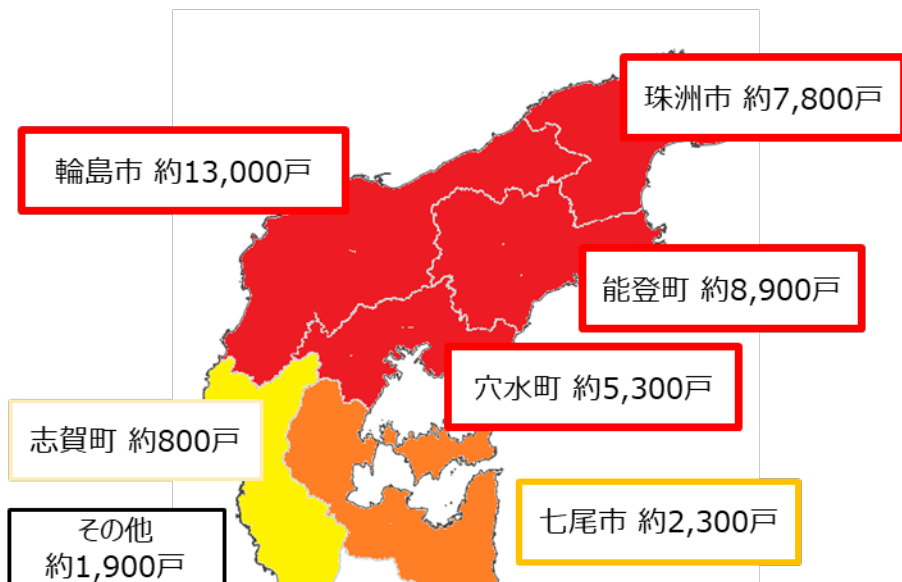 珠洲市 約7,800戸
輪島市 約13,000戸
能登町 約8,900戸
穴水町 約5,300戸
志賀町 約800戸
七尾市 約2,300戸
その他
約1,900戸